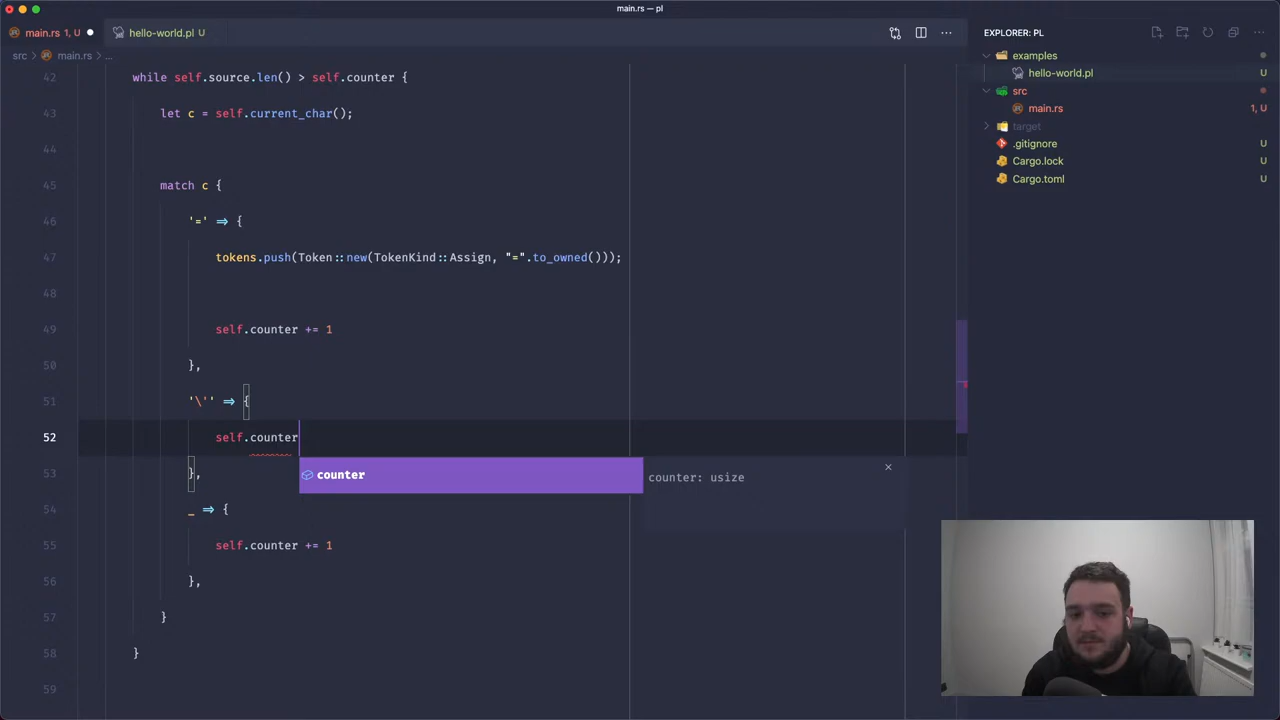 main.rs — pl
main.rs 1, U
hello-world.pl U
EXPLORER: PL
src > main.rs > ...
examples
hello-world.pl U
src
main.rs 1, U
target
.gitignore U
Cargo.lock U
Cargo.toml U
42 while self.source.len() > self.counter {
43 let c = self.current_char();
44
45 match c {
46 '=' => {
47 tokens.push(Token::new(TokenKind::Assign, "=".to_owned()));
48
49 self.counter += 1
50 },
51 '\'' => {
52 self.counter
counter
counter: usize
53 },
54 _ => {
55 self.counter += 1
56 },
57 }
58 }
59